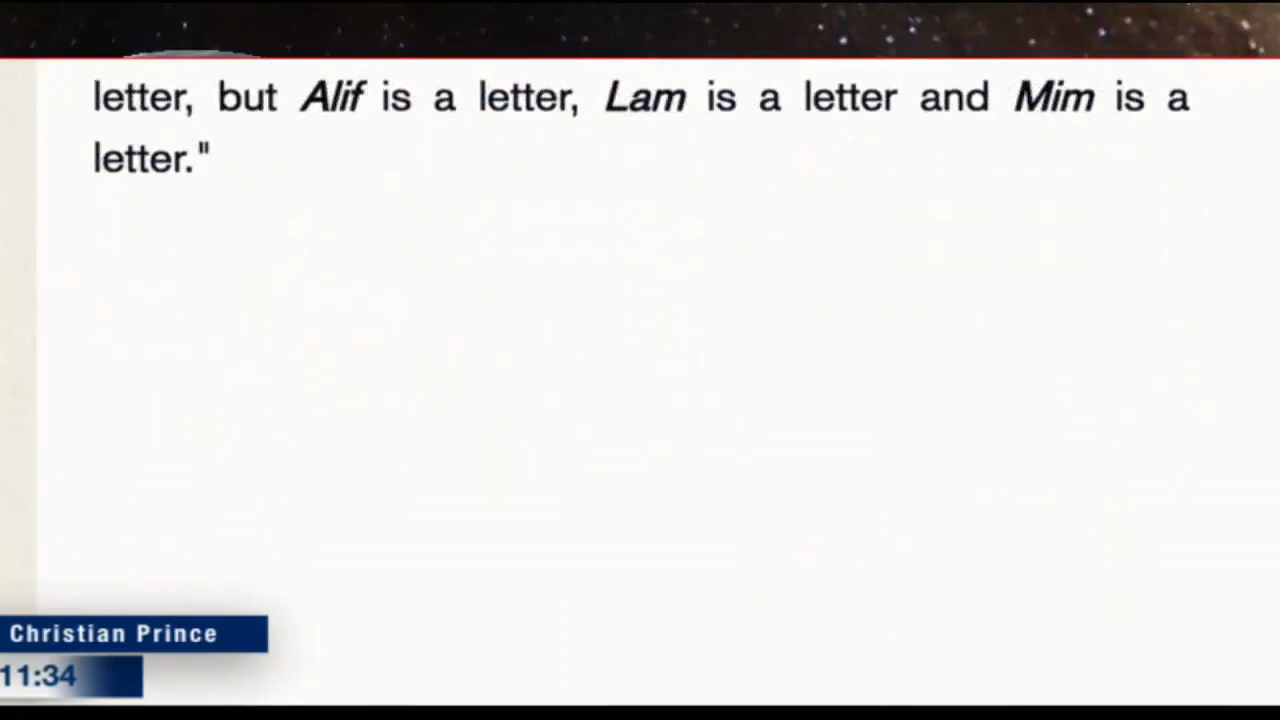 letter, but Alif is a letter, Lam is a letter and Mim is a
letter."
Christian Prince
11:34